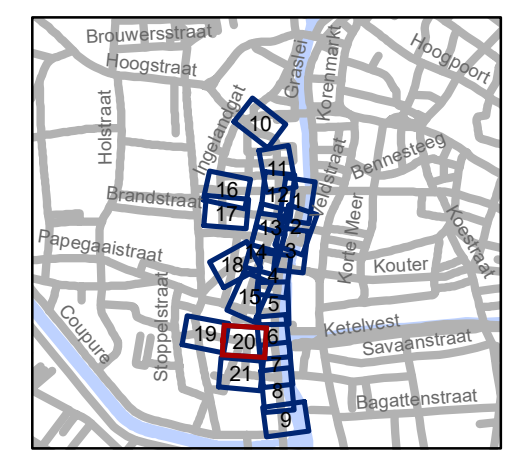 Brouwersstraat
Hoogstraat
Graslei
Korenmarkt
Hoogpoort
Holstraat
Ingelandgat
10
Bennesteeg
11
Veldstraat
16
12
1
Brandstraat
17
13
2
Korte Meer
Koestraat
Papegaaistraat
14
3
18
4
Kouter
15
5
Coupure
Stoppelstraat
19
20
6
Ketelvest
Savaanstraat
21
7
8
Bagattenstraat
9